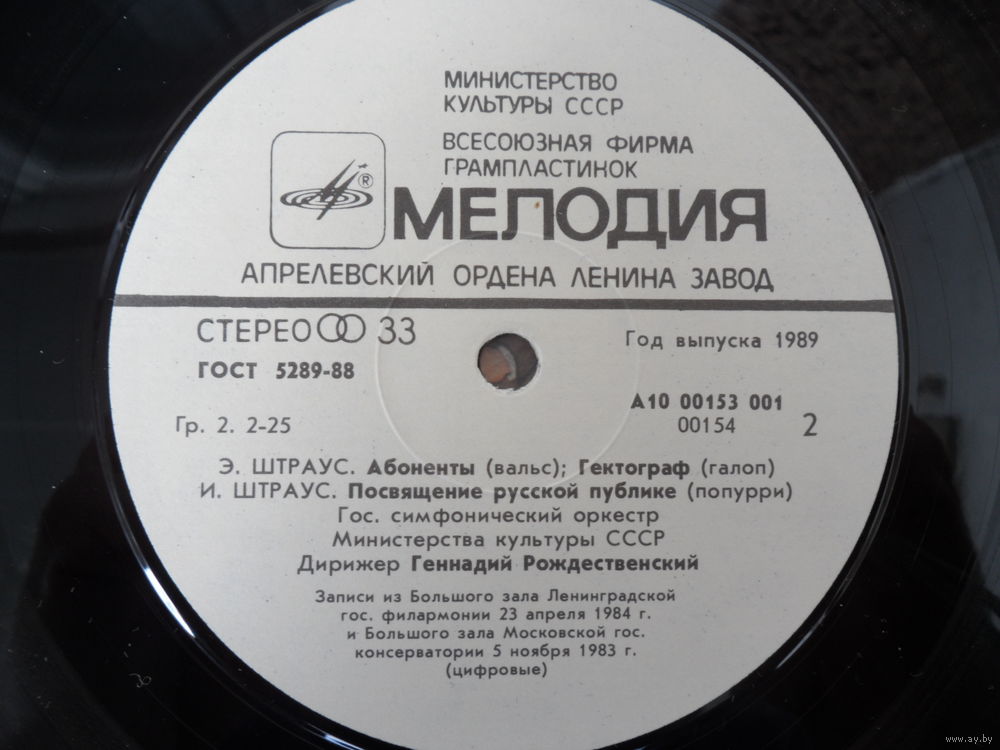 МИНИСТЕРСТВО
КУЛЬТУРЫ СССР
ВСЕСОЮЗНАЯ ФИРМА
ГРАМПЛАСТИНОК
®
МЕЛОДИЯ
АПРЕЛЕВСКИЙ ОРДЕНА ЛЕНИНА ЗАВОД
СТЕРЕО 33
Год выпуска 1989
ГОСТ 5289-88
А10 00153 001
Гр. 2. 2-25
00154 2
Э. ШТРАУС. Абоненты (вальс); Гектограф (галоп)
И. ШТРАУС. Посвящение русской публике (попурри)
Гос. симфонический оркестр
Министерства культуры СССР
Дирижер Геннадий Рождественский
Записи из Большого зала Ленинградской
гос. филармонии 23 апреля 1984 г.
и Большого зала Московской гос.
консерватории 5 ноября 1983 г.
(цифровые)
www.ay.by